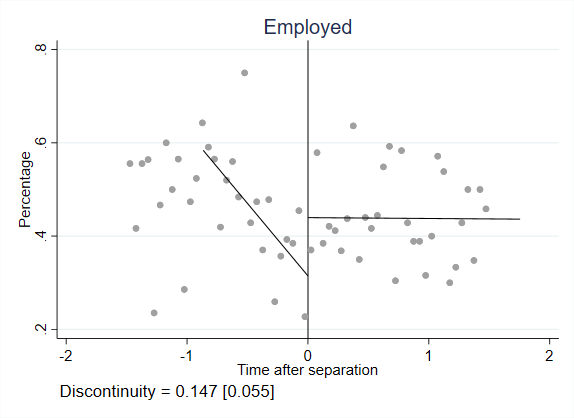 Employed
Percentage
.8
.6
.4
.2
-2 -1 0 1 2
Time after separation
Discontinuity = 0.147 [0.055]